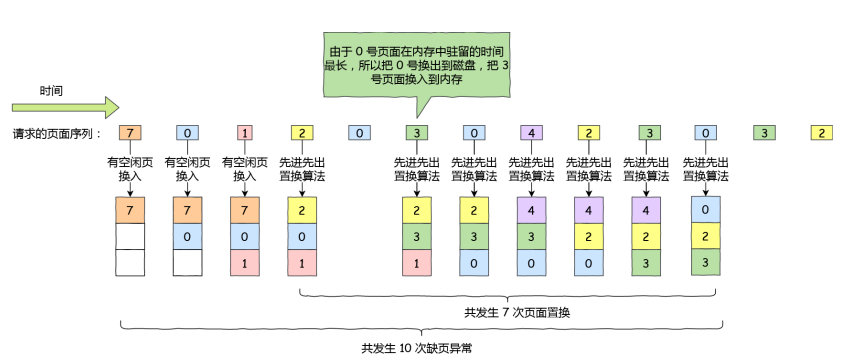 由于 0 号页面在内存中驻留的时间
最长，所以把 0 号换出到磁盘，把 3
号页面换入到内存
时间
请求的页面序列： 7 0 1 2 0 3 0 4 2 3 0 3 2
有空闲页 有空闲页 有空闲页 先进先出 先进先出 先进先出 先进先出 先进先出 先进先出 先进先出
换入 换入 换入 置换算法 置换算法 置换算法 置换算法 置换算法 置换算法 置换算法
7 7 7 2 2 2 4 4 4 0
0 0 0 3 3 3 2 2 2
1 1 1 0 0 0 3 3
共发生 7 次页面置换
共发生 10 次缺页异常